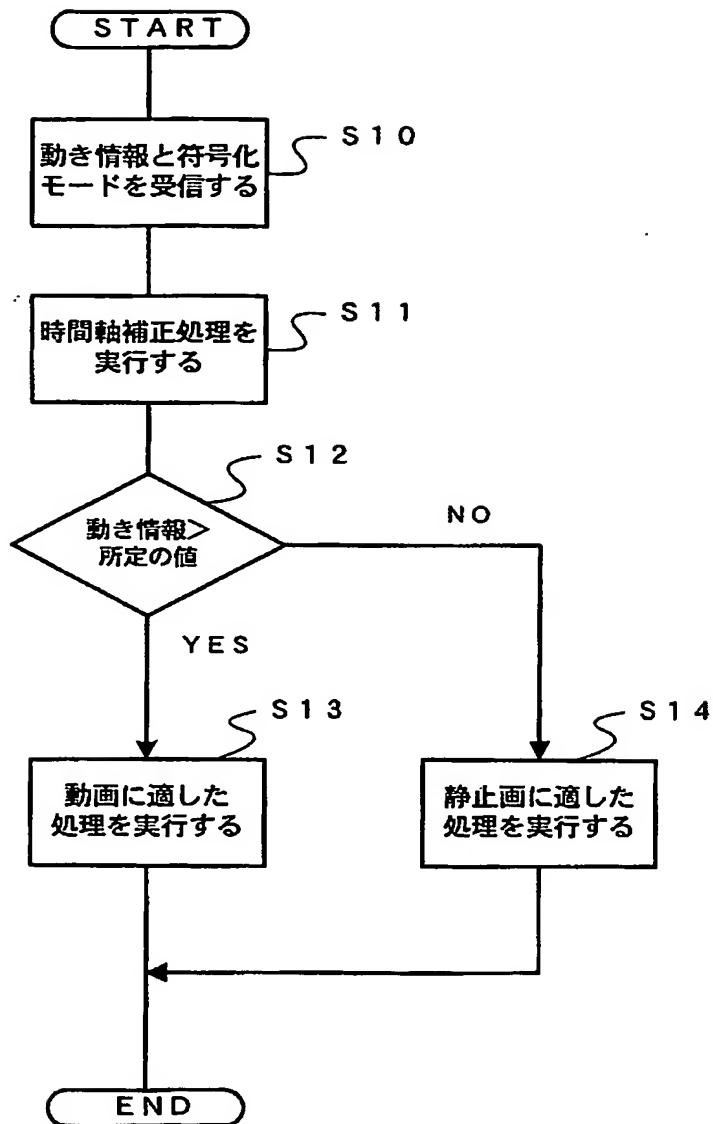 START
S10
動き情報と符号化
モードを受信する
S11
時間軸補正処理を
実行する
S12
動き情報>
所定の値
NO
YES
S13
動画に適した
処理を実行する
S14
静止画に適した
処理を実行する
END